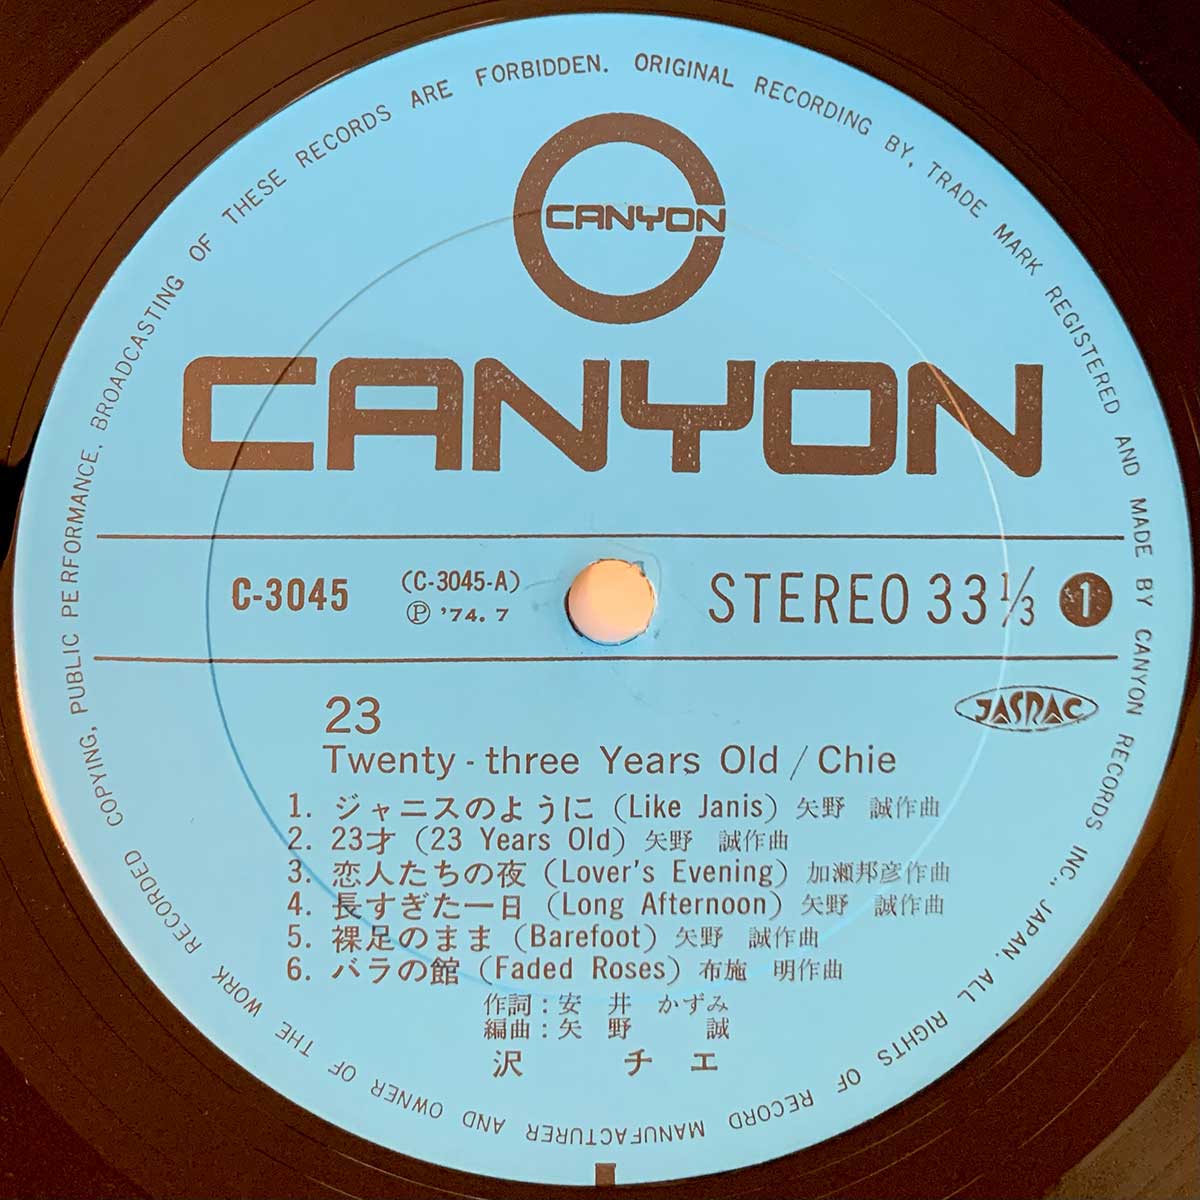 COPYING, PUBLIC PERFORMANCE, BROADCASTING OF THESE RECORDS ARE FORBIDDEN. ORIGINAL RECORDING BY, TRADE MARK REGISTERED AND MADE BY CANYON RECORDS INC., JAPAN. ALL RIGHTS OF RECORD MANUFACTURER AND OWNER OF THE WORK RECORDED
CANYON
CANYON
C-3045 (C-3045-A) STEREO 33 1/3 1
Ⓟ '74. 7
JASRAC
23
Twenty-three Years Old / Chie
1. ジャニスのように (Like Janis) 矢野 誠作曲
2. 23才 (23 Years Old) 矢野 誠作曲
3. 恋人たちの夜 (Lover's Evening) 加瀬邦彦作曲
4. 長すぎた一日 (Long Afternoon) 矢野 誠作曲
5. 裸足のまま (Barefoot) 矢野 誠作曲
6. バラの館 (Faded Roses) 布施 明作曲
作詞：安 井 かずみ
編曲：矢 野 誠
沢 チエ